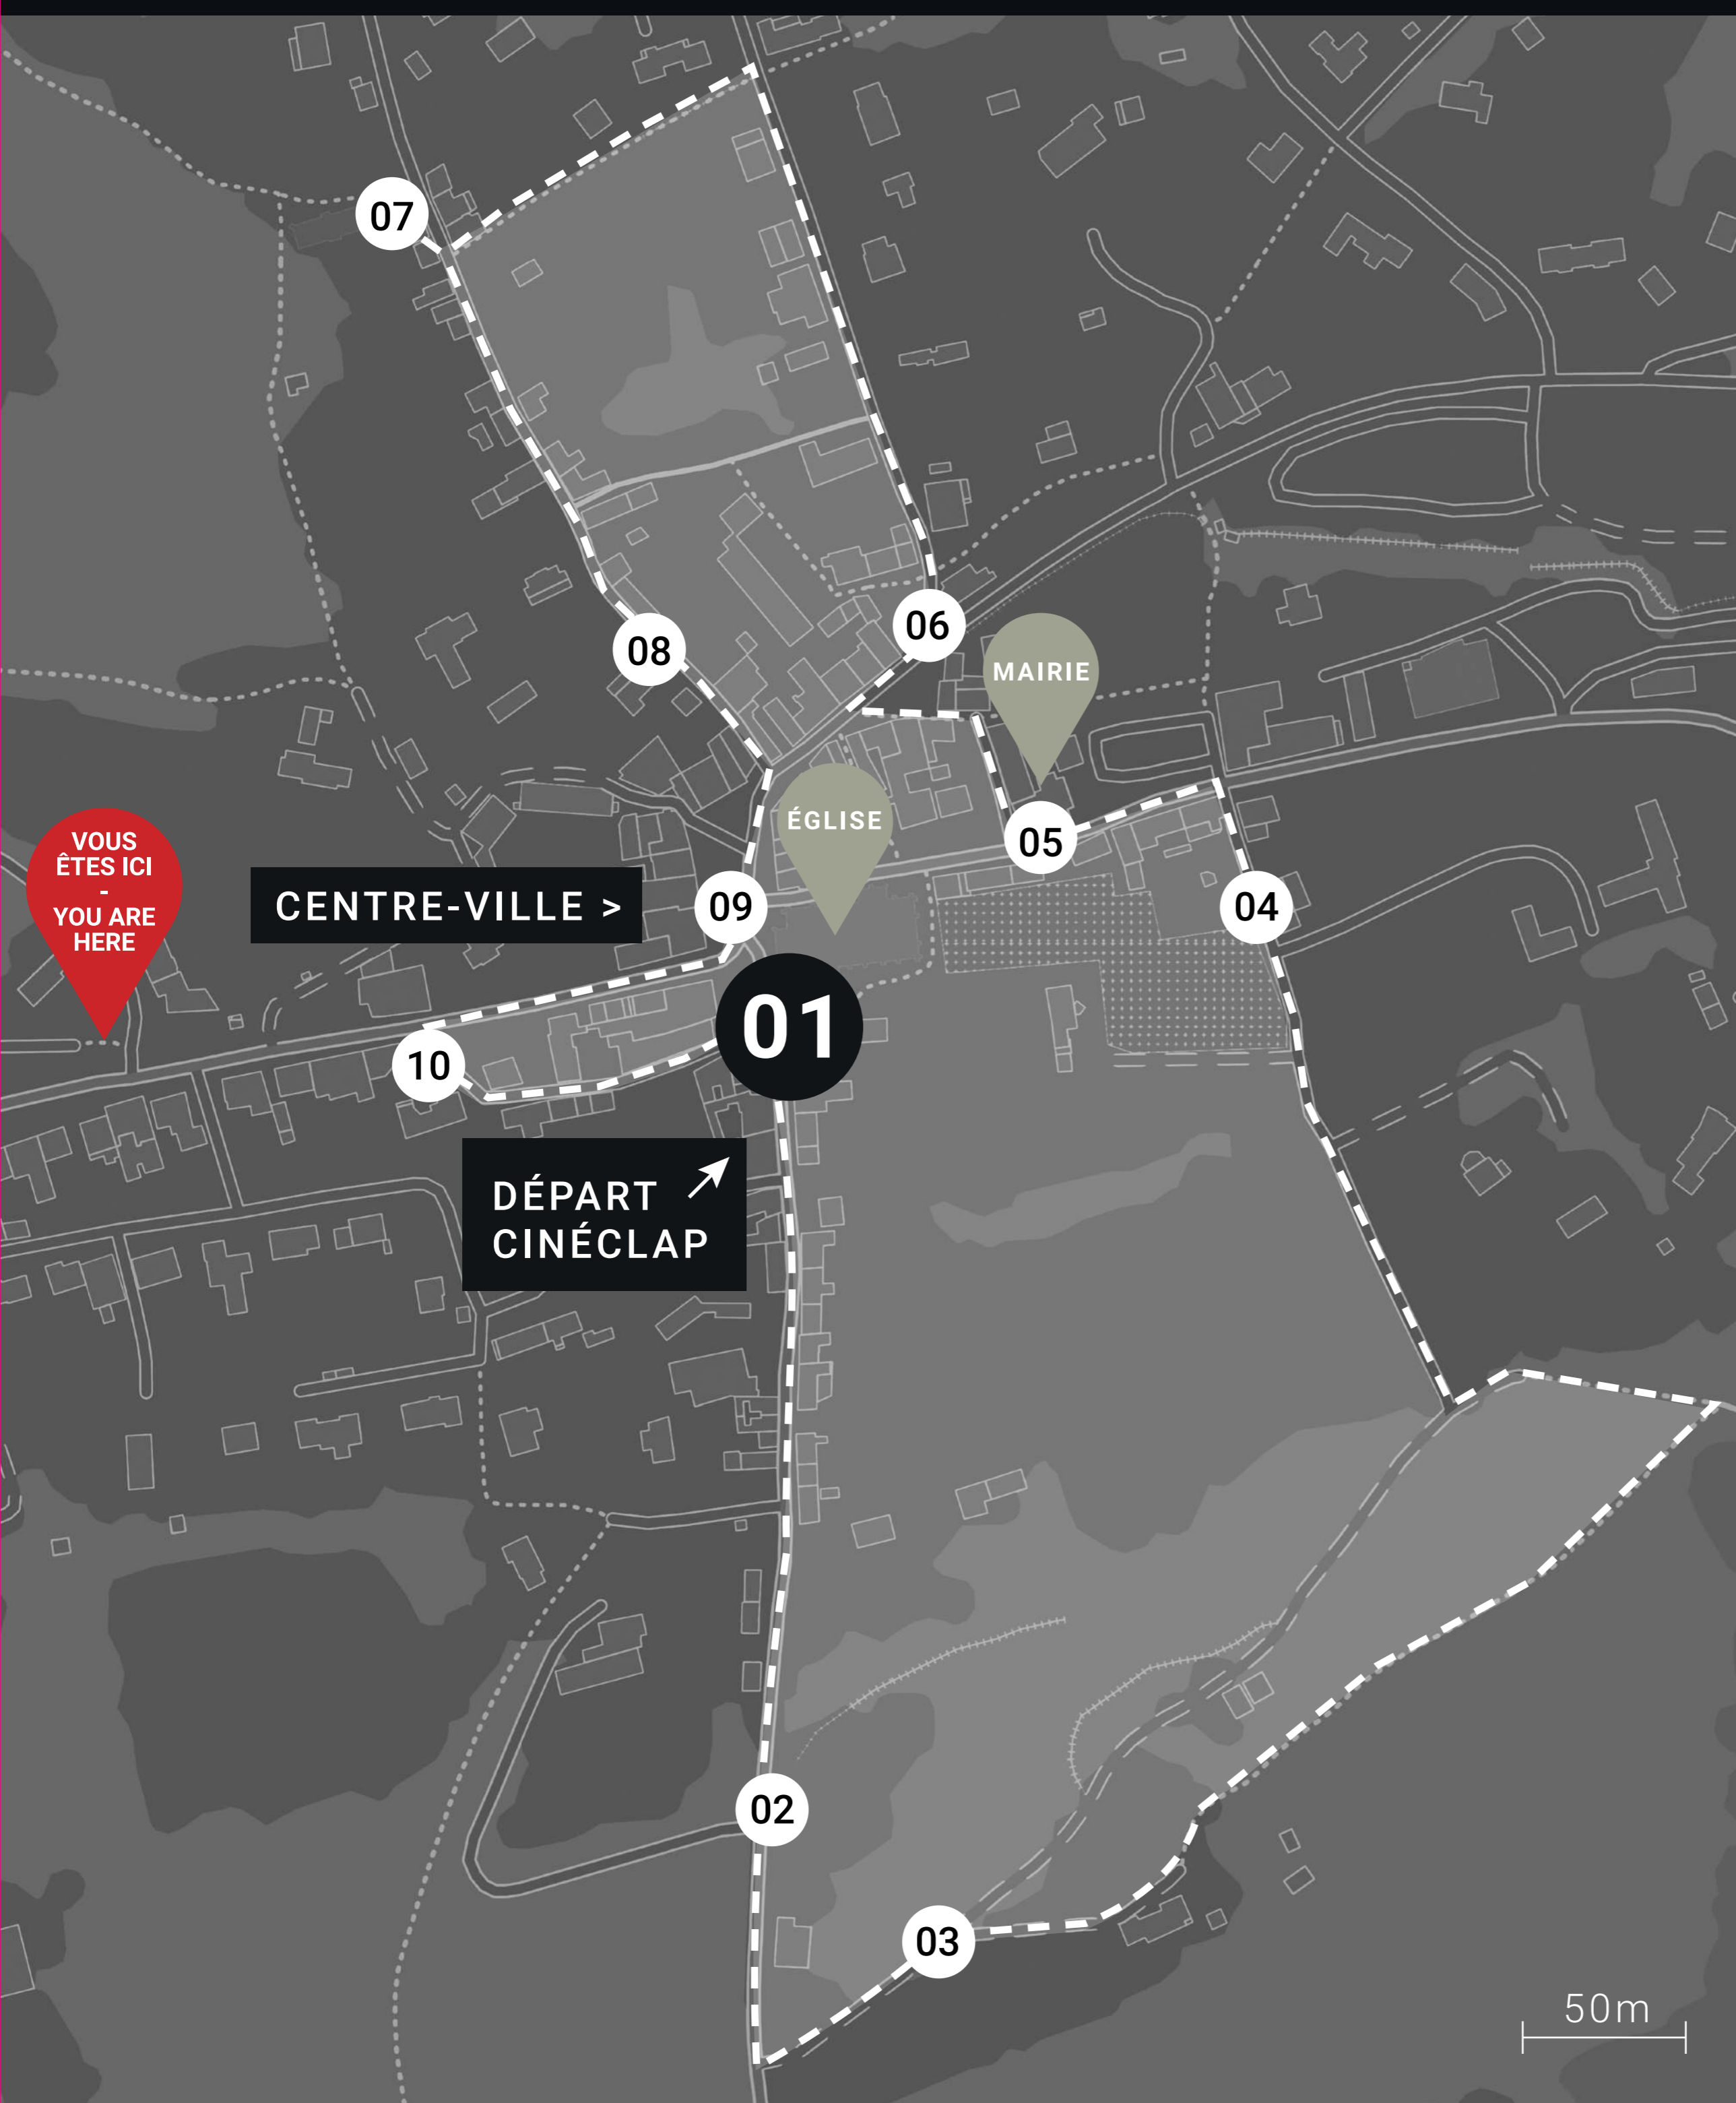 07
06
08
MAIRIE
ÉGLISE
05
VOUS
ÊTES ICI
-
YOU ARE
HERE
CENTRE-VILLE >
09
04
01
10
DÉPART
CINÉCLAP
02
03
50m